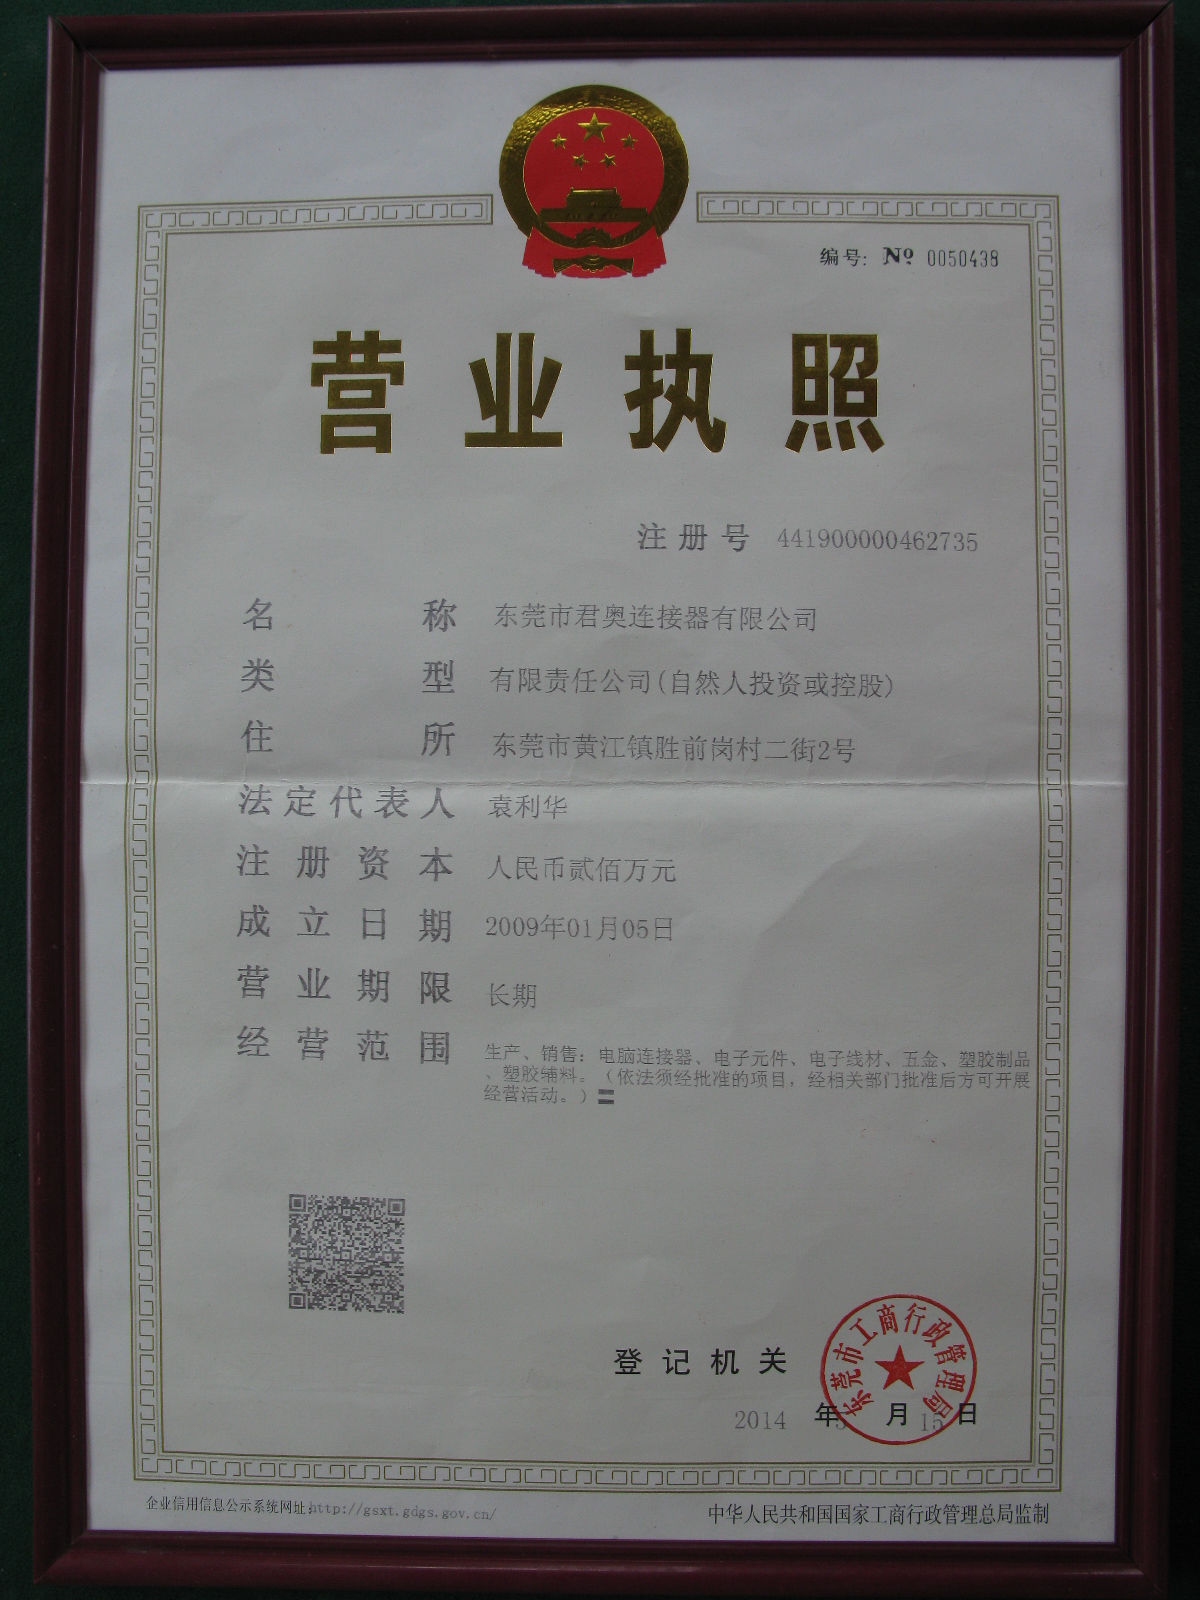 编号: № 0050438
营业执照
注册号 441900000462735
名称 东莞市君奥连接器有限公司
类型 有限责任公司(自然人投资或控股)
住所 东莞市黄江镇胜前岗村二街2号
法定代表人 袁利华
注册资本 人民币贰佰万元
成立日期 2009年01月05日
营业期限 长期
经营范围 生产、销售：电脑连接器、电子元件、电子线材、五金、塑胶制品
、塑胶辅料。（依法须经批准的项目，经相关部门批准后方可开展
经营活动。）
登记机关
东莞市工商行政管理局
2014 年 5 月 15 日
企业信用信息公示系统网址:http://gsxt.gdgs.gov.cn/
中华人民共和国国家工商行政管理总局监制